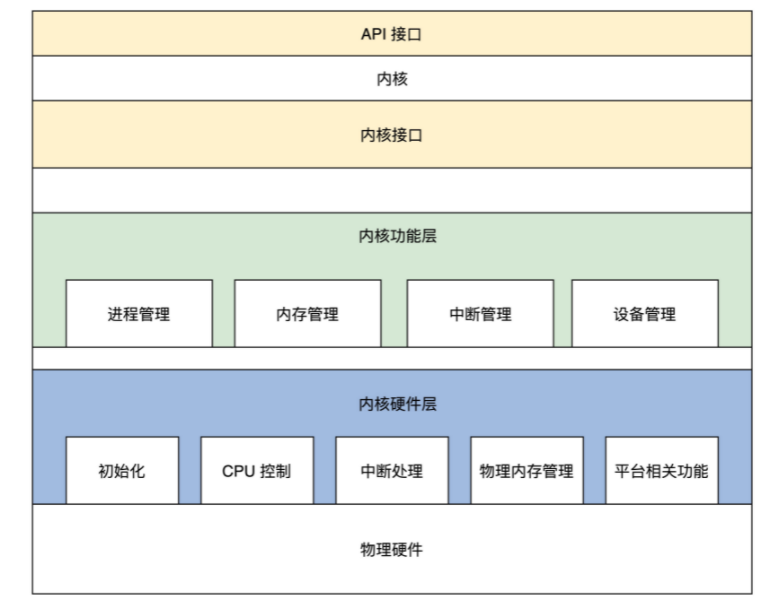 API 接口
内核
内核接口
内核功能层
进程管理 内存管理 中断管理 设备管理
内核硬件层
初始化 CPU 控制 中断处理 物理内存管理 平台相关功能
物理硬件